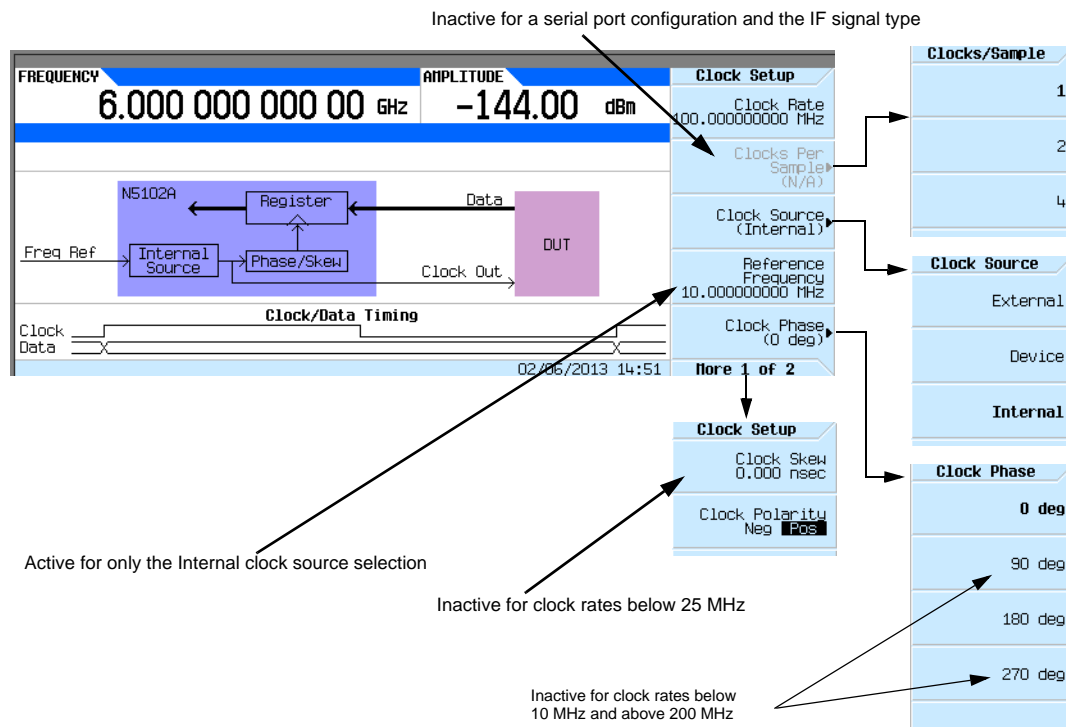 Inactive for a serial port configuration and the IF signal type
FREQUENCY
6.000 000 000 00 GHz
AMPLITUDE
-144.00 dBm
Clock Setup
Clock Rate
100.000000000 MHz
Clocks Per
Sample
(N/A)
Clock Source
(Internal)
Reference
Frequency
10.000000000 MHz
Clock Phase
(0 deg)
More 1 of 2
N5102A
Register
Data
Freq Ref
Internal
Source
Phase/Skew
Clock Out
DUT
Clock/Data Timing
Clock
Data
02/06/2013 14:51
Clocks/Sample
1
2
4
Clock Source
External
Device
Internal
Clock Setup
Clock Skew
0.000 nsec
Clock Polarity
Neg Pos
Clock Phase
0 deg
90 deg
180 deg
270 deg
Active for only the Internal clock source selection
Inactive for clock rates below 25 MHz
Inactive for clock rates below
10 MHz and above 200 MHz